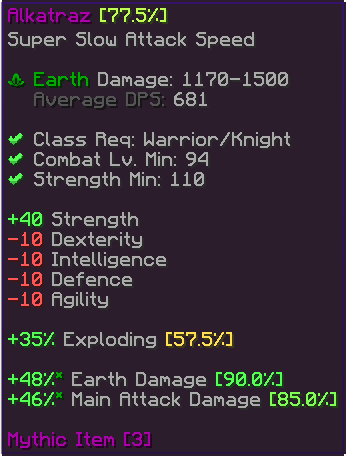 Alkatraz [77.5%]
Super Slow Attack Speed
Earth Damage: 1170-1500
Average DPS: 681
Class Req: Warrior/Knight
Combat Lv. Min: 94
Strength Min: 110
+40 Strength
-10 Dexterity
-10 Intelligence
-10 Defence
-10 Agility
+35% Exploding [57.5%]
+48%* Earth Damage [90.0%]
+46%* Main Attack Damage [85.0%]
Mythic Item [3]